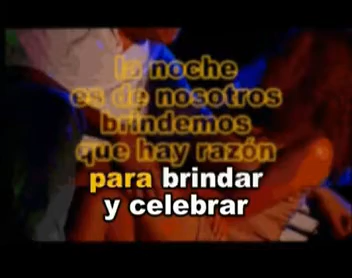 la noche
es de nosotros
brindemos
que hay razón
para brindar
y celebrar